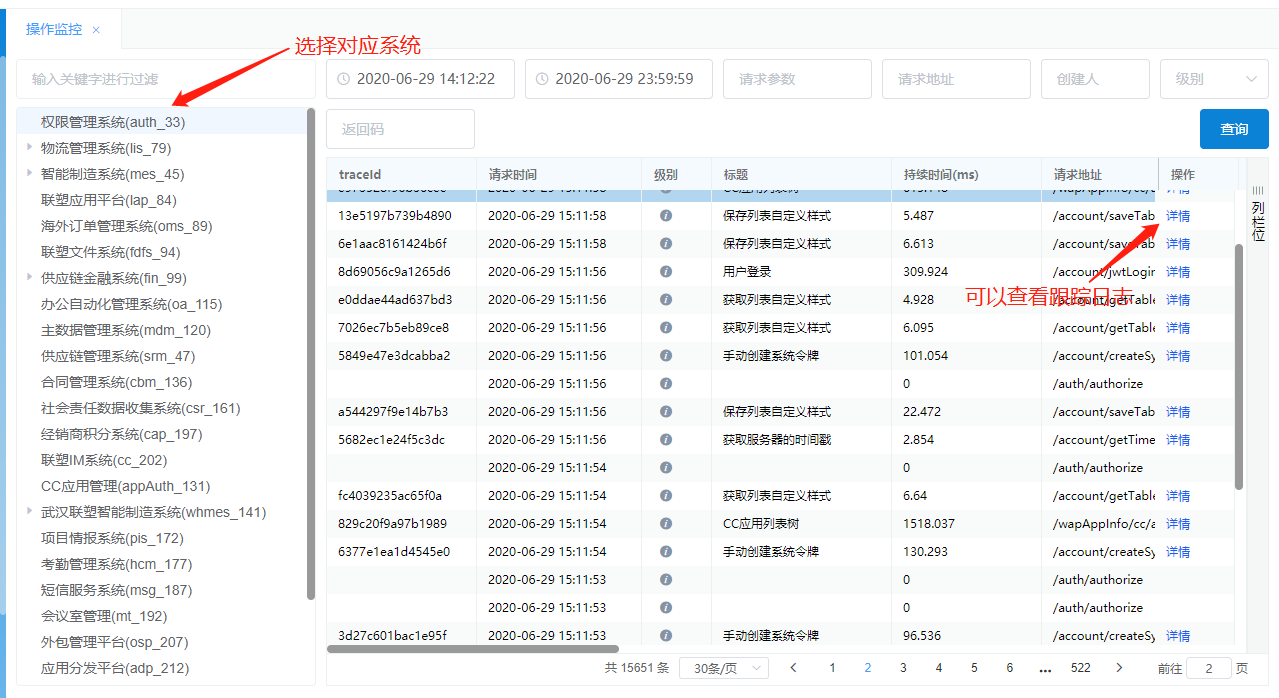 操作监控 ×
选择对应系统
输入关键字进行过滤
2020-06-29 14:12:22 2020-06-29 23:59:59 请求参数 请求地址 创建人 级别
返回码 查询
权限管理系统(auth_33)
物流管理系统(lis_79)
智能制造系统(mes_45)
联塑应用平台(lap_84)
海外订单管理系统(oms_89)
联塑文件系统(fdfs_94)
供应链金融系统(fin_99)
办公自动化管理系统(oa_115)
主数据管理系统(mdm_120)
供应链管理系统(srm_47)
合同管理系统(cbm_136)
社会责任数据收集系统(csr_161)
经销商积分系统(cap_197)
联塑IM系统(cc_202)
CC应用管理(appAuth_131)
武汉联塑智能制造系统(whmes_141)
项目情报系统(pis_172)
考勤管理系统(hcm_177)
短信服务系统(msg_187)
会议室管理(mt_192)
外包管理平台(osp_207)
应用分发平台(adp_212)
traceId 请求时间 级别 标题 持续时间(ms) 请求地址 操作
13e5197b739b4890 2020-06-29 15:11:58 保存列表自定义样式 5.487 /account/saveTab 详情
6e1aac8161424b6f 2020-06-29 15:11:58 保存列表自定义样式 6.613 /account/saveTab 详情
8d69056c9a1265d6 2020-06-29 15:11:56 用户登录 309.924 /account/jwtLogin 详情
e0ddae44ad637bd3 2020-06-29 15:11:56 获取列表自定义样式 4.928 /account/getTable 详情
可以查看跟踪日志
7026ec7b5eb89ce8 2020-06-29 15:11:56 获取列表自定义样式 6.095 /account/getTable 详情
5849e47e3dcabba2 2020-06-29 15:11:56 手动创建系统令牌 101.054 /account/createSy 详情
2020-06-29 15:11:56 0 /auth/authorize
a544297f9e14b7b3 2020-06-29 15:11:56 保存列表自定义样式 22.472 /account/saveTab 详情
5682ec1e24f5c3dc 2020-06-29 15:11:56 获取服务器的时间戳 2.854 /account/getTime 详情
2020-06-29 15:11:54 0 /auth/authorize
fc4039235ac65f0a 2020-06-29 15:11:54 获取列表自定义样式 6.64 /account/getTable 详情
829c20f9a97b1989 2020-06-29 15:11:54 CC应用列表树 1518.037 /wapAppInfo/cc/a 详情
6377e1ea1d4545e0 2020-06-29 15:11:54 手动创建系统令牌 130.293 /account/createSy 详情
2020-06-29 15:11:53 0 /auth/authorize
2020-06-29 15:11:53 0 /auth/authorize
3d27c601bac1e95f 2020-06-29 15:11:53 手动创建系统令牌 96.536 /account/createSy 详情
列栏位
共 15651 条 30条/页 1 2 3 4 5 6 ... 522 前往 2 页